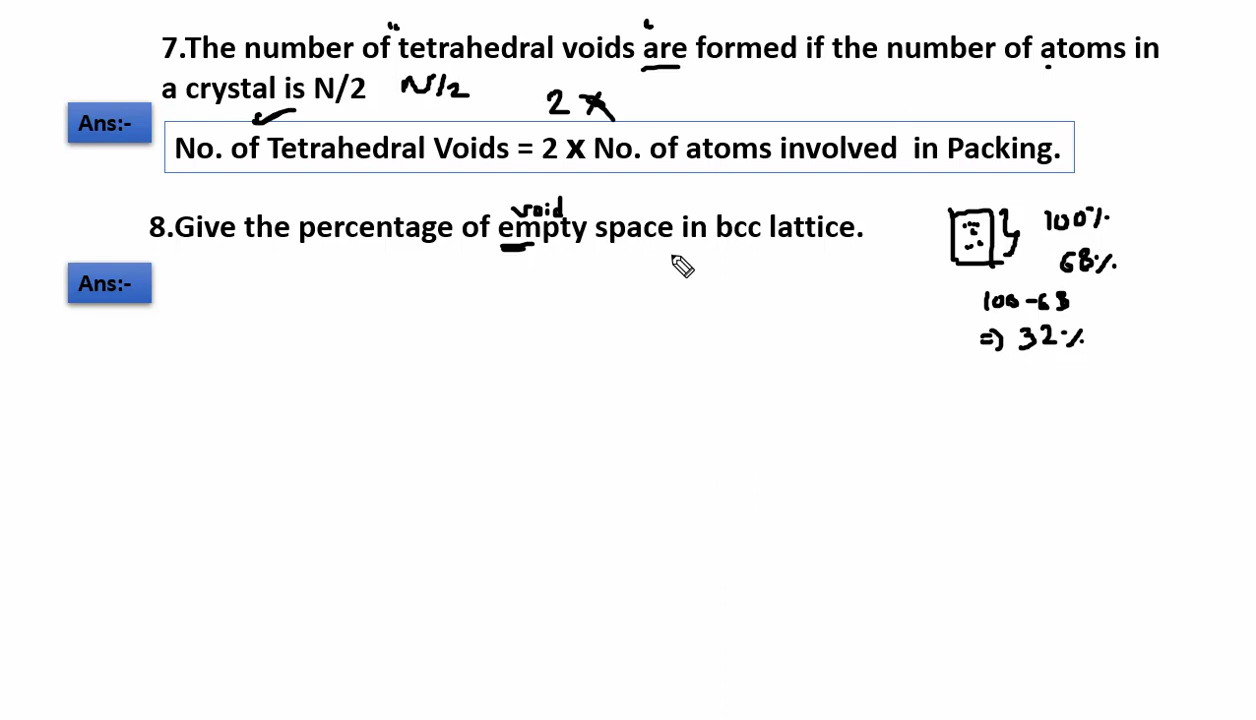 7.The number of tetrahedral voids are formed if the number of atoms in
a crystal is N/2 N/2
2 x
Ans:-
No. of Tetrahedral Voids = 2 x No. of atoms involved in Packing.
void
8.Give the percentage of empty space in bcc lattice.
100%
68%
Ans:-
100-68
⇒ 32%